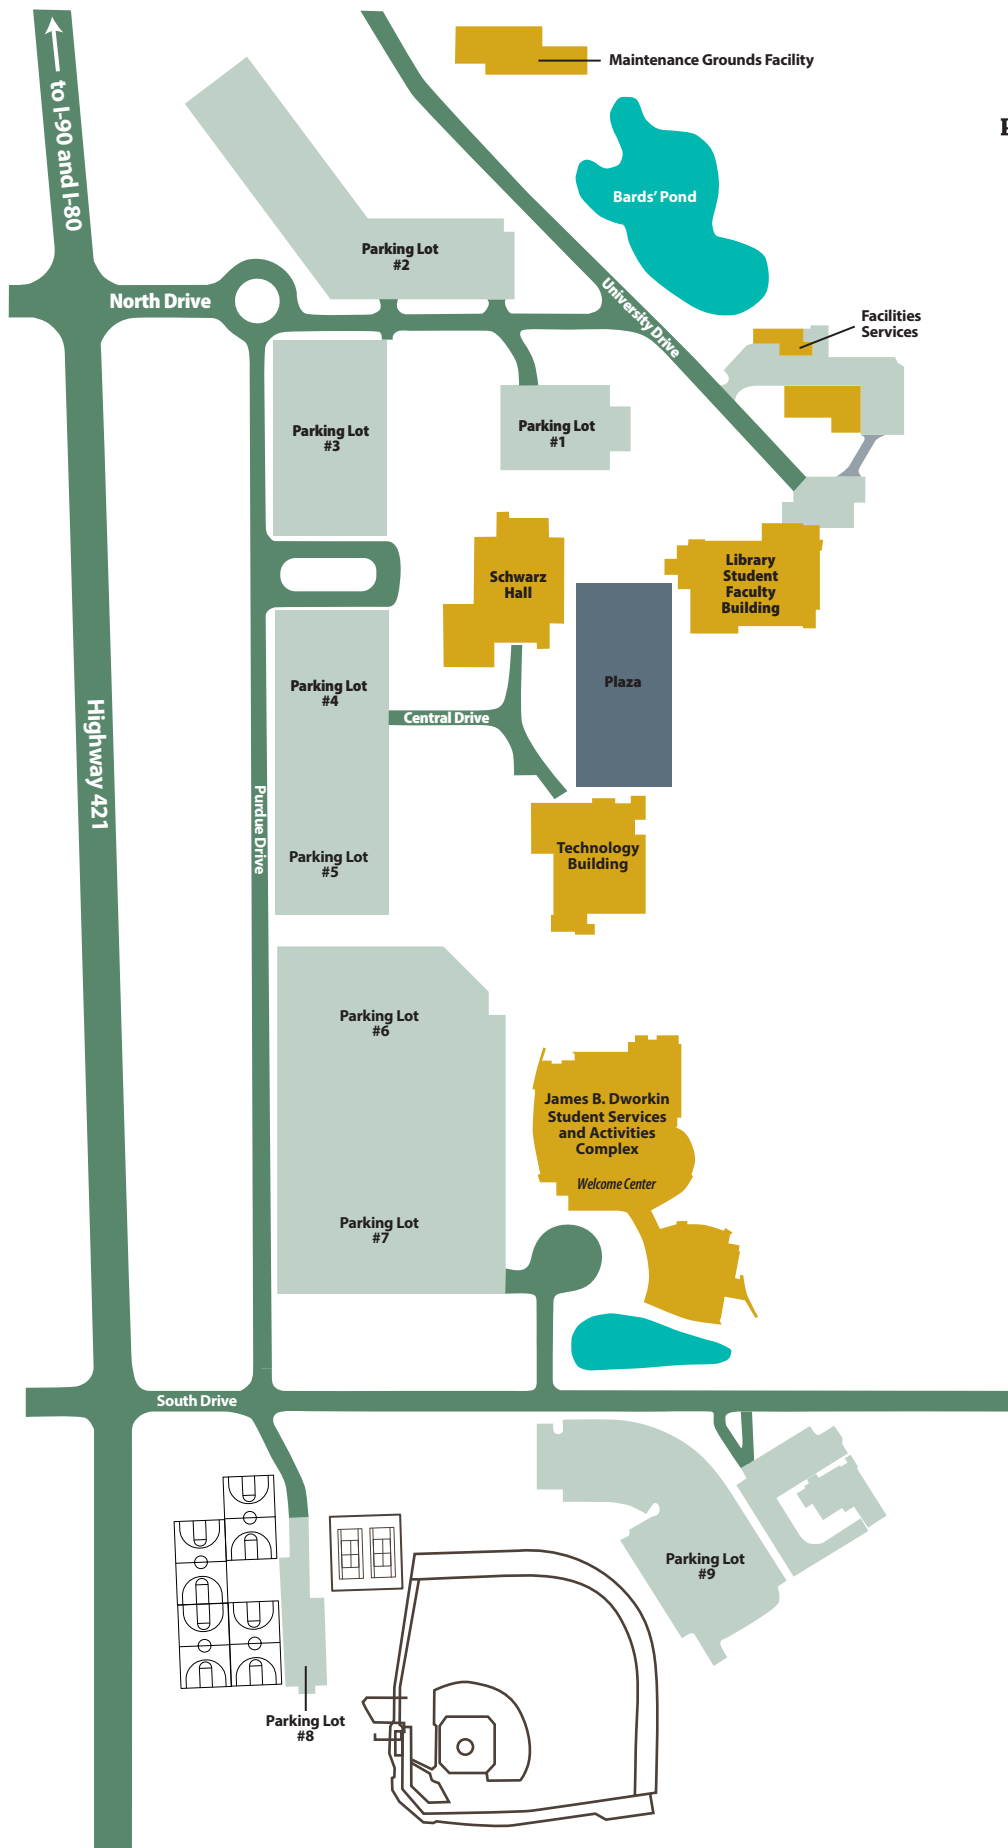 to I-90 and I-80
Maintenance Grounds Facility
Bards' Pond
Parking Lot
#2
North Drive
University Drive
Facilities
Services
Parking Lot
#3
Parking Lot
#1
Schwarz
Hall
Library
Student
Faculty
Building
Parking Lot
#4
Plaza
Central Drive
Highway 421
Purdue Drive
Parking Lot
#5
Technology
Building
Parking Lot
#6
James B. Dworkin
Student Services
and Activities
Complex
Welcome Center
Parking Lot
#7
South Drive
Parking Lot
#9
Parking Lot
#8